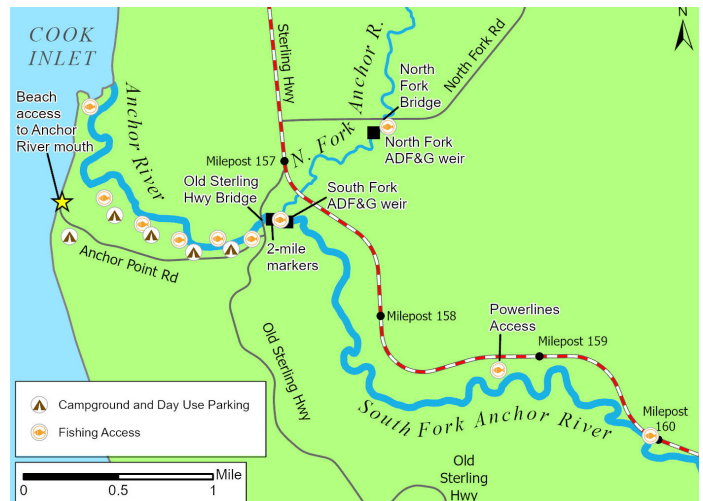 COOK
INLET
N
Beach
access
to Anchor
River mouth
Anchor River
Sterling Hwy
N. Fork Anchor R.
North Fork Rd
North
Fork
Bridge
North Fork
ADF&G weir
Milepost 157
Old Sterling
Hwy Bridge
South Fork
ADF&G weir
2-mile
markers
Anchor Point Rd
Old Sterling Hwy
Milepost 158
Powerlines
Access
Milepost 159
South Fork Anchor River
Milepost
160
Old
Sterling
Hwy
Campground and Day Use Parking
Fishing Access
Mile
0
0.5
1